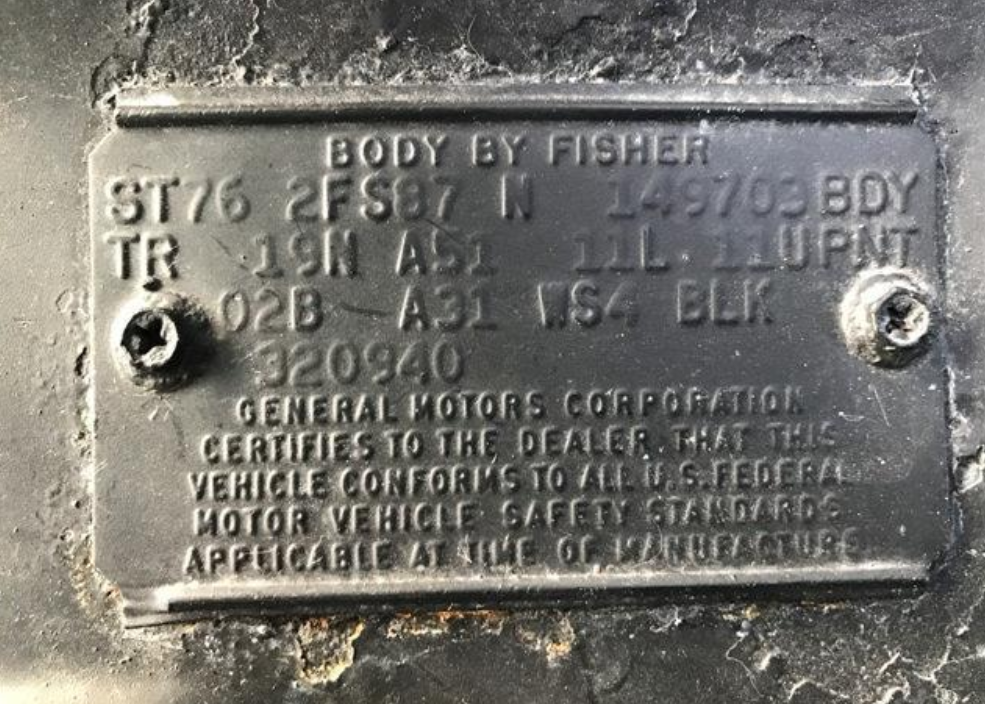 BODY BY FISHER
ST76 2FS87 N 149703 BDY
TR 19N A51 11L 11U PNT
02B A31 WS4 BLK
320940
GENERAL MOTORS CORPORATION
CERTIFIES TO THE DEALER THAT THIS
VEHICLE CONFORMS TO ALL U.S. FEDERAL
MOTOR VEHICLE SAFETY STANDARDS
APPLICABLE AT TIME OF MANUFACTURE